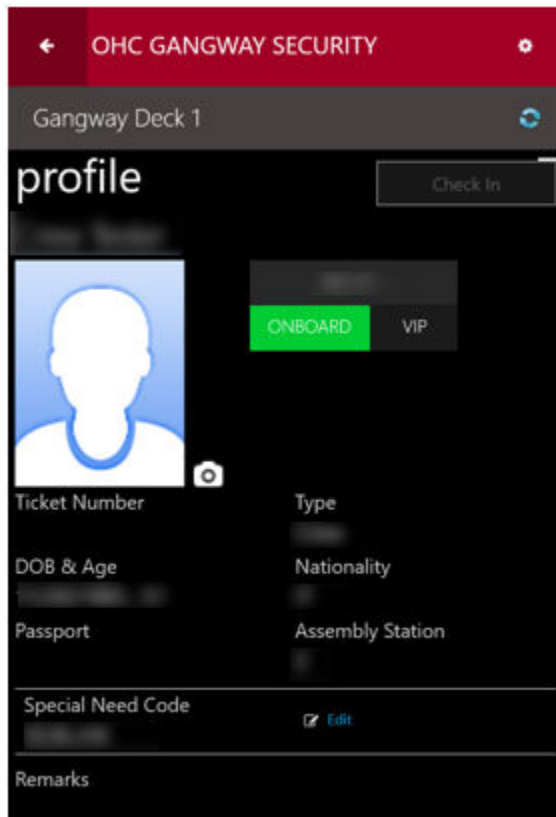 OHC GANGWAY SECURITY
Gangway Deck 1
profile
Check In
ONBOARD VIP
Ticket Number Type
DOB & Age Nationality
Passport Assembly Station
Special Need Code Edit
Remarks